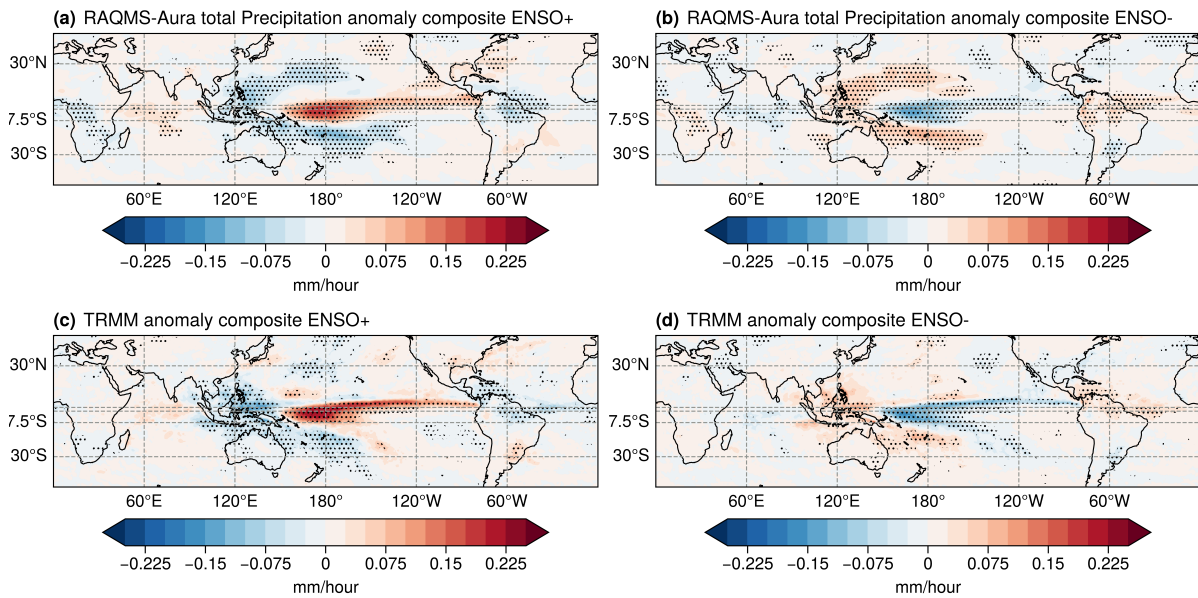 (a) RAQMS-Aura total Precipitation anomaly composite ENSO+
30°N
7.5°S
30°S
60°E 120°E 180° 120°W 60°W
−0.225 −0.15 −0.075 0 0.075 0.15 0.225
mm/hour
(b) RAQMS-Aura total Precipitation anomaly composite ENSO-
30°N
7.5°S
30°S
60°E 120°E 180° 120°W 60°W
−0.225 −0.15 −0.075 0 0.075 0.15 0.225
mm/hour
(c) TRMM anomaly composite ENSO+
30°N
7.5°S
30°S
60°E 120°E 180° 120°W 60°W
−0.225 −0.15 −0.075 0 0.075 0.15 0.225
mm/hour
(d) TRMM anomaly composite ENSO-
30°N
7.5°S
30°S
60°E 120°E 180° 120°W 60°W
−0.225 −0.15 −0.075 0 0.075 0.15 0.225
mm/hour